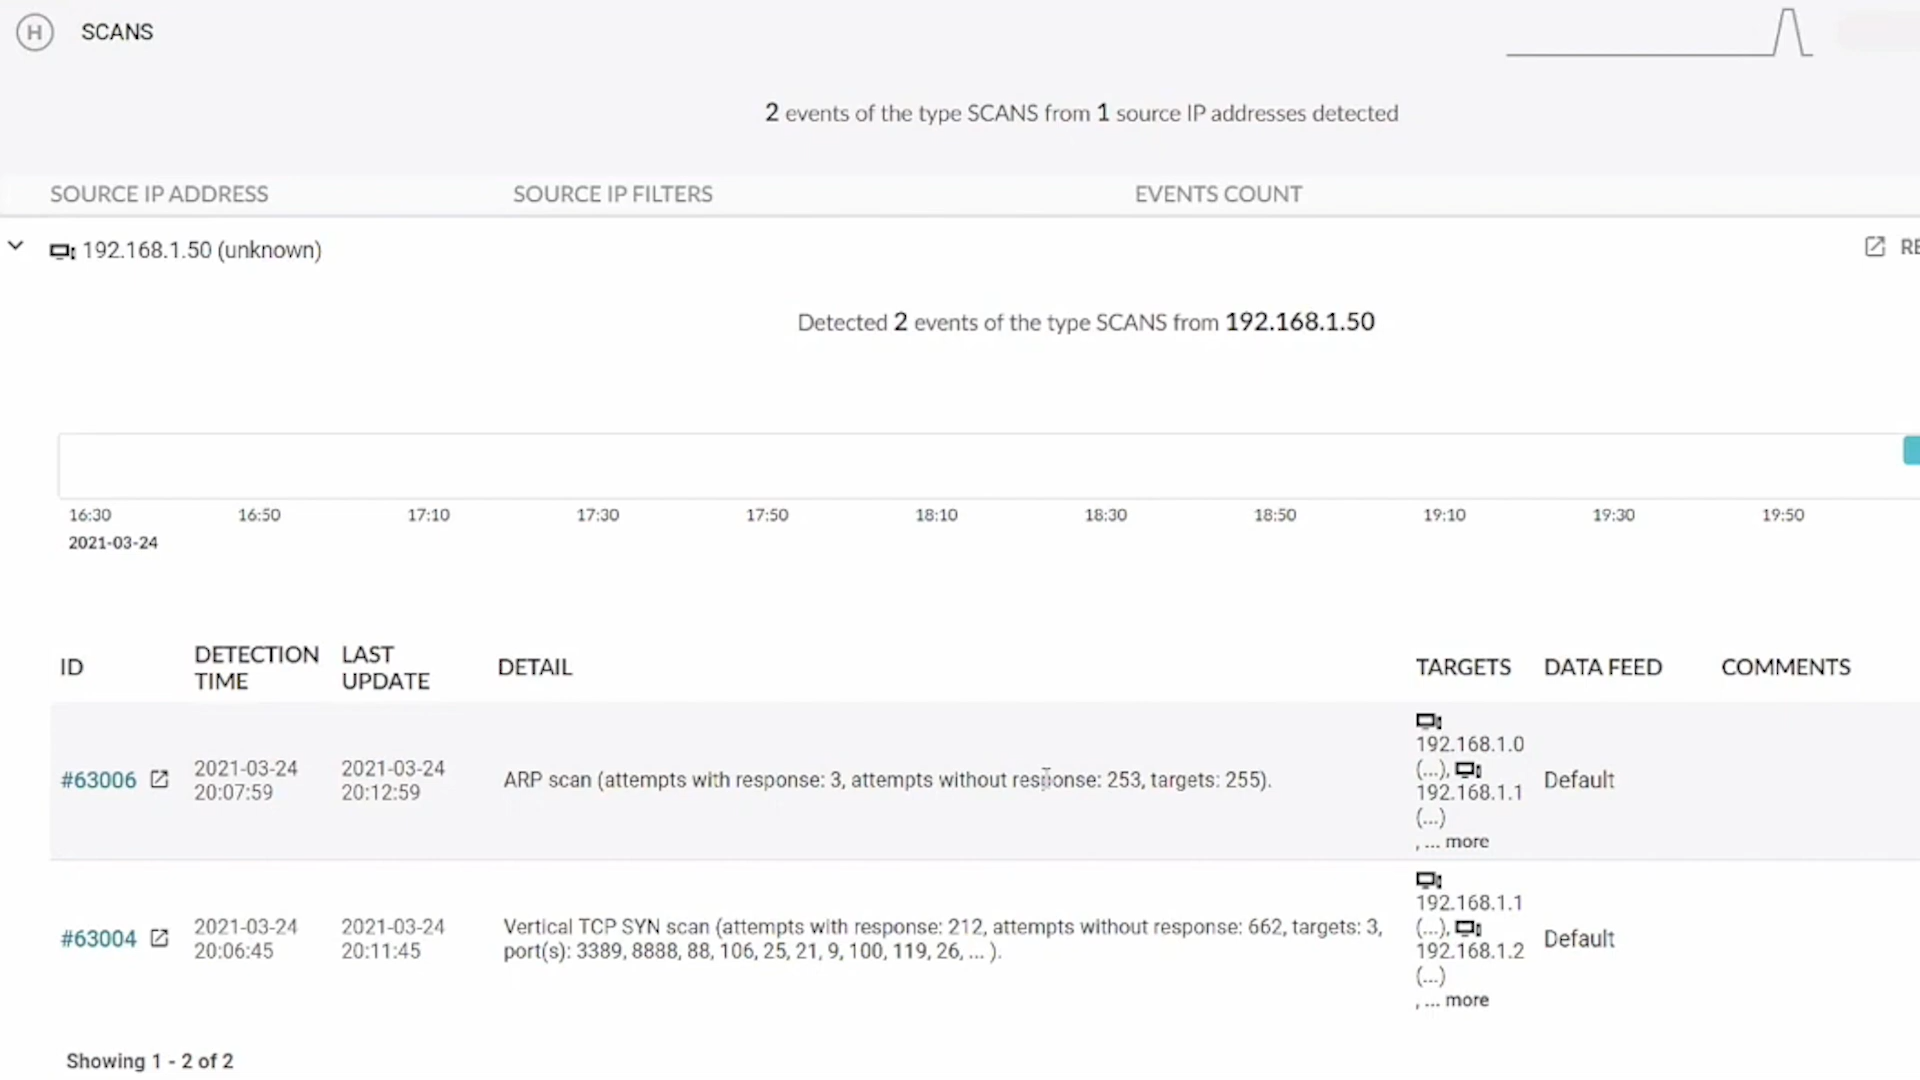 H SCANS
2 events of the type SCANS from 1 source IP addresses detected
SOURCE IP ADDRESS SOURCE IP FILTERS EVENTS COUNT
192.168.1.50 (unknown)
RE
Detected 2 events of the type SCANS from 192.168.1.50
16:30 16:50 17:10 17:30 17:50 18:10 18:30 18:50 19:10 19:30 19:50
2021-03-24
ID DETECTION TIME LAST UPDATE DETAIL TARGETS DATA FEED COMMENTS
#63006
2021-03-24
20:07:59
2021-03-24
20:12:59
ARP scan (attempts with response: 3, attempts without response: 253, targets: 255).
192.168.1.0
(...),
192.168.1.1
(...)
, ... more
Default
#63004
2021-03-24
20:06:45
2021-03-24
20:11:45
Vertical TCP SYN scan (attempts with response: 212, attempts without response: 662, targets: 3,
port(s): 3389, 8888, 88, 106, 25, 21, 9, 100, 119, 26, ... ).
192.168.1.1
(...),
192.168.1.2
(...)
, ... more
Default
Showing 1 - 2 of 2